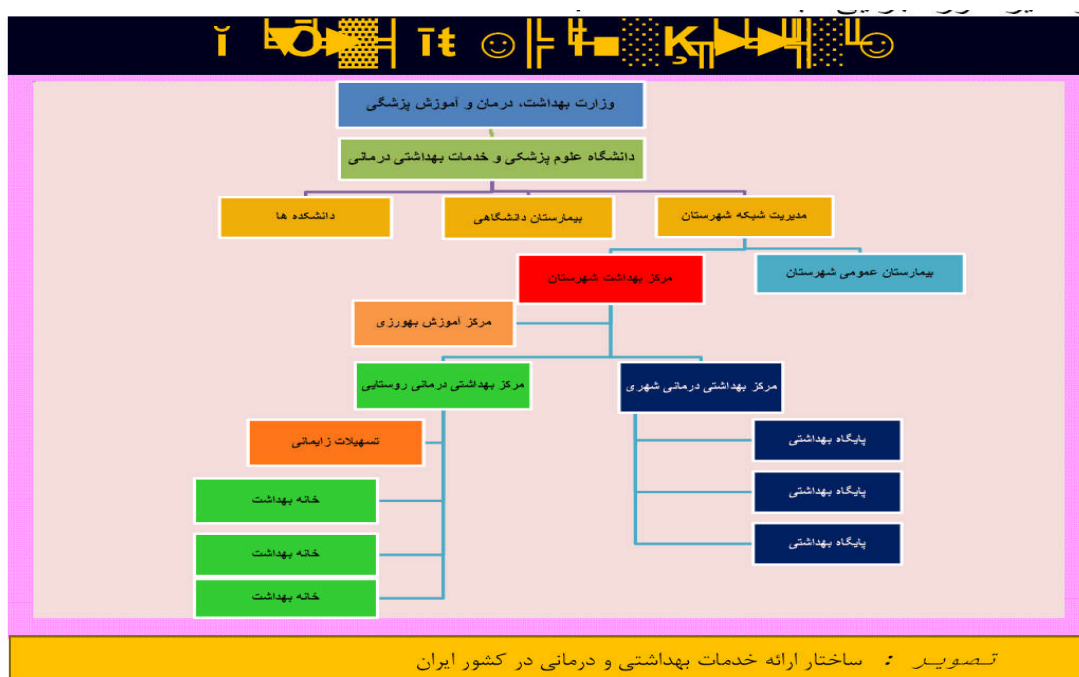 وزارت بهداشت، درمان و آموزش پزشگی
دانشگاه علوم پزشکی و خدمات بهداشتی درمانی
مدیریت شبکه شهرستان
بیمارستان دانشگاهی
دانشکده ها
بیمارستان عمومی شهرستان
مرکز بهداشت شهرستان
مرکز آموزش بهورزی
مرکز بهداشتی درمانی شهری
مرکز بهداشتی درمانی روستایی
پایگاه بهداشتی
تسهیلات زایمانی
پایگاه بهداشتی
خانه بهداشت
پایگاه بهداشتی
خانه بهداشت
خانه بهداشت
تصویر : ساختار ارائه خدمات بهداشتی و درمانی در کشور ایران